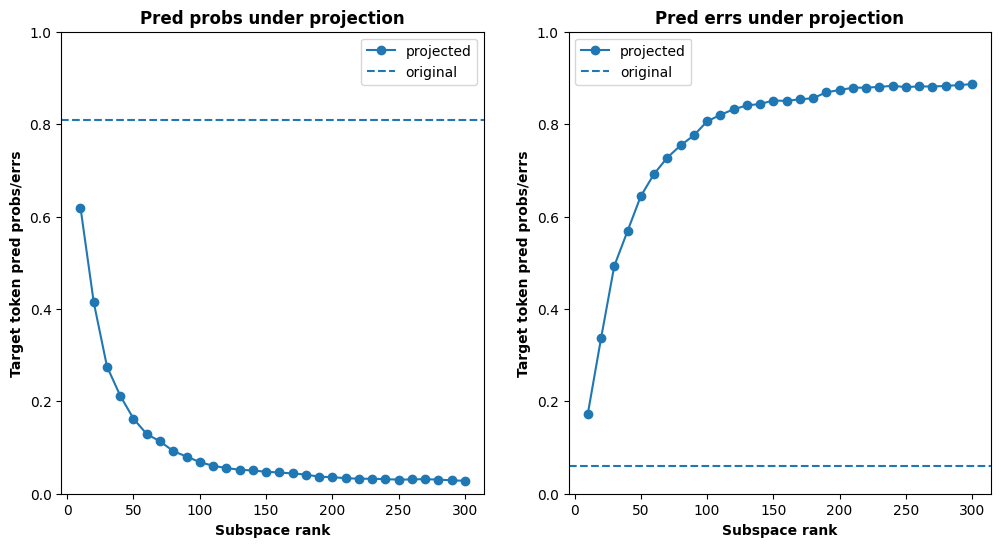 Pred probs under projection
projected
original
1.0
0.8
0.6
0.4
0.2
0.0
Target token pred probs/errs
0 50 100 150 200 250 300
Subspace rank
Pred errs under projection
projected
original
1.0
0.8
0.6
0.4
0.2
0.0
Target token pred probs/errs
0 50 100 150 200 250 300
Subspace rank